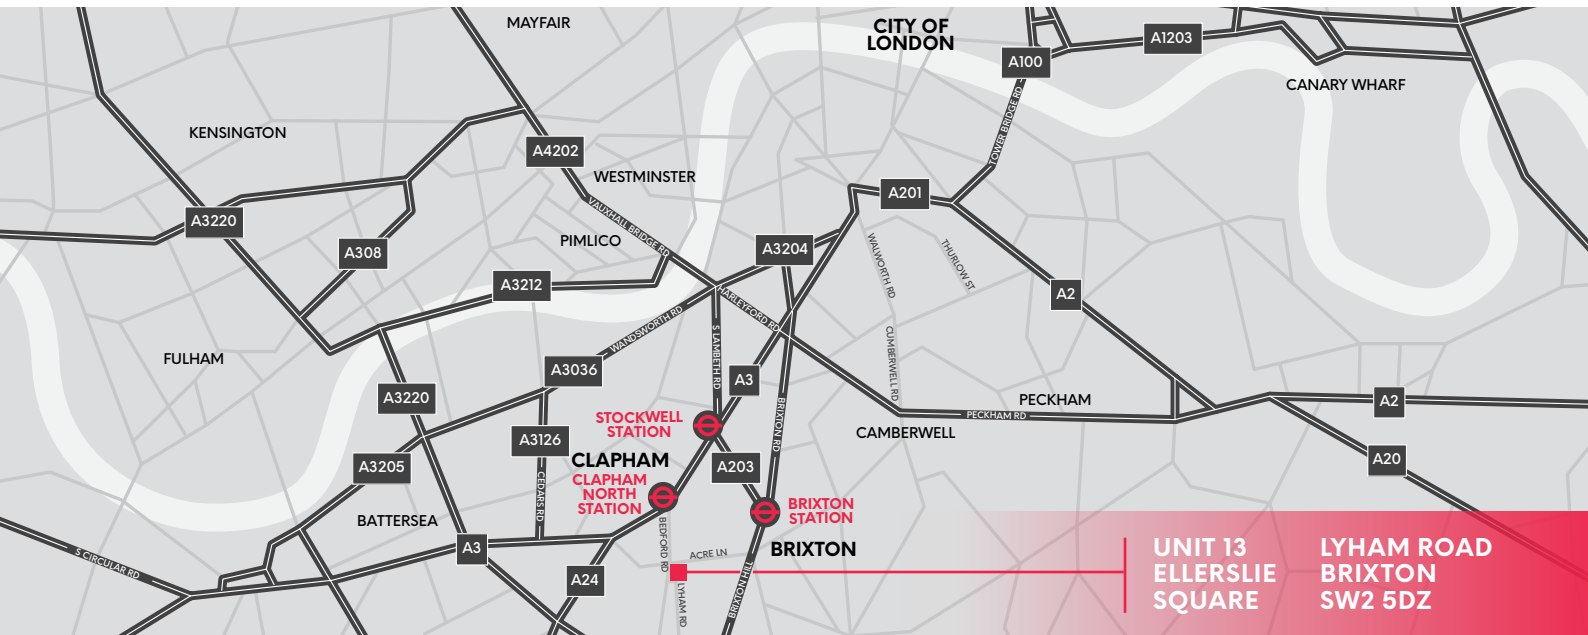 MAYFAIR
CITY OF
LONDON
A1203
A100
CANARY WHARF
KENSINGTON
TOWER BRIDGE RD
A4202
WESTMINSTER
A201
A3220
VAUXHALL BRIDGE RD
PIMLICO
A308
A3204
WALWORTH RD
THURLOW ST
A3212
A2
HARLEYFORD RD
WANDSWORTH RD
S LAMBETH RD
CUMBERWELL RD
FULHAM
A3036
A3
A3220
PECKHAM
A2
BRIXTON RD
PECKHAM RD
STOCKWELL
STATION
CAMBERWELL
A3126
CLAPHAM
A3205
A203
A20
CLAPHAM
NORTH
STATION
CEDARS RD
BRIXTON
STATION
BATTERSEA
BEDFORD RD
A3
BRIXTON
ACRE LN
S CIRCULAR RD
A24
LYHAM RD
BRIXTON HILL
UNIT 13
ELLERSLIE
SQUARE
LYHAM ROAD
BRIXTON
SW2 5DZ